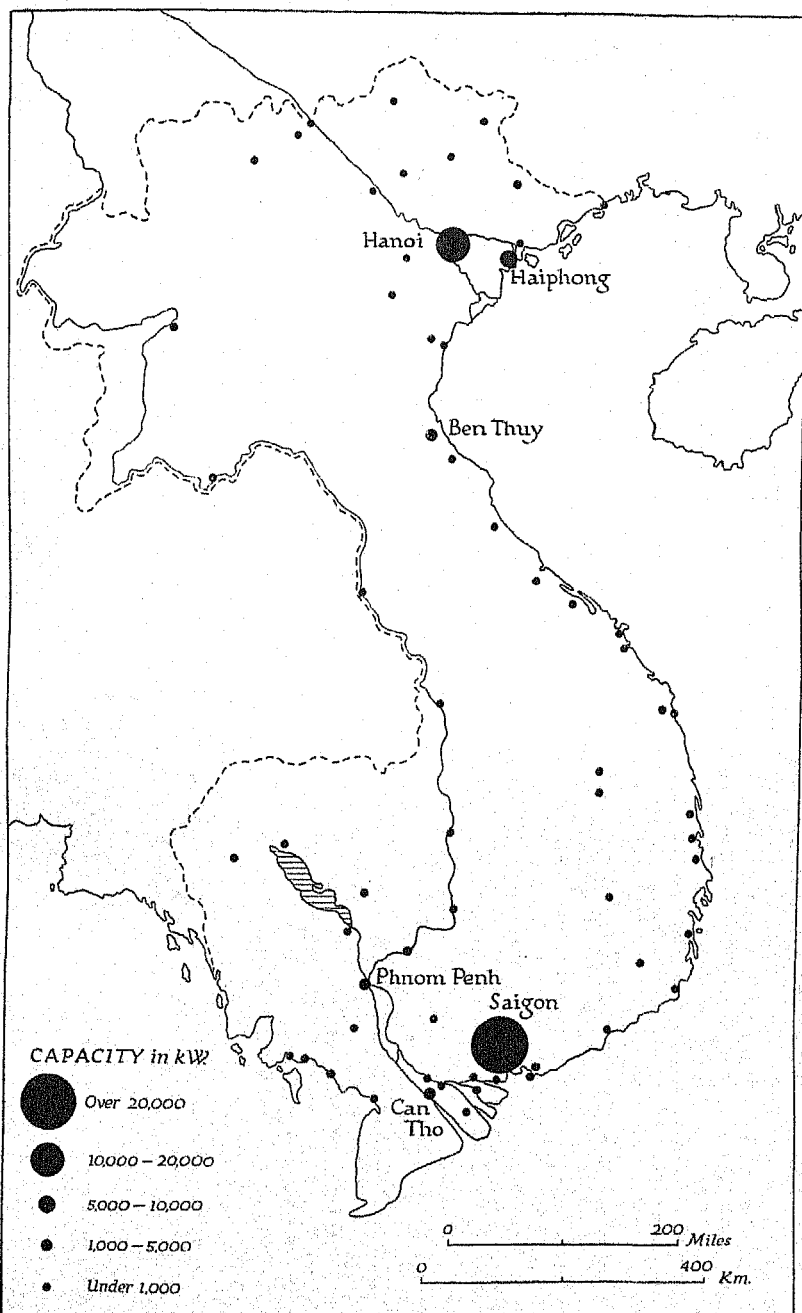 Hanoi
Haiphong
Ben Thuy
Phnom Penh
Saigon
Can
Tho
CAPACITY in kW.
Over 20,000
10,000–20,000
5,000–10,000
1,000–5,000
Under 1,000
0 200
Miles
0 400
Km.